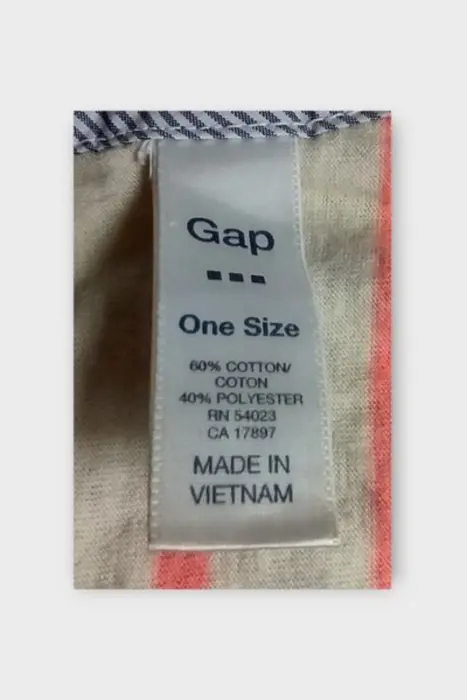 Gap
One Size
60% COTTON/
COTON
40% POLYESTER
RN 54023
CA 17897
MADE IN
VIETNAM